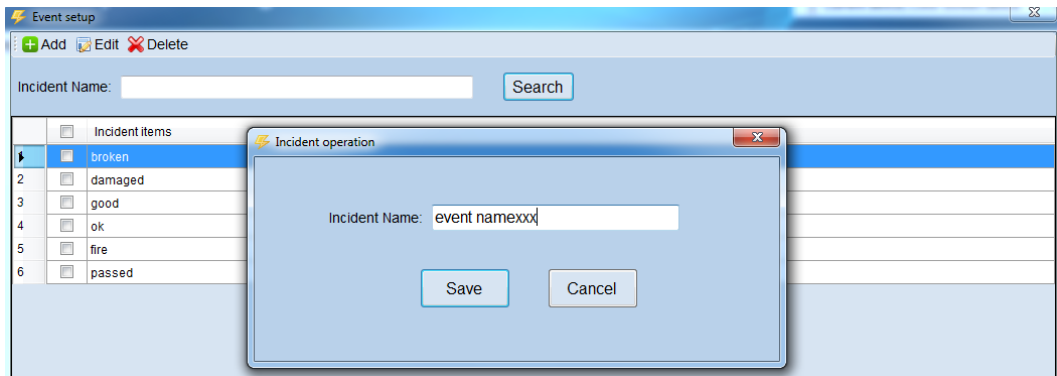 Event setup
Add Edit Delete
Incident Name: Search
Incident items
Incident operation
broken
2 damaged
3 good
4 ok
5 fire
6 passed
Incident Name: event namexxx
Save Cancel